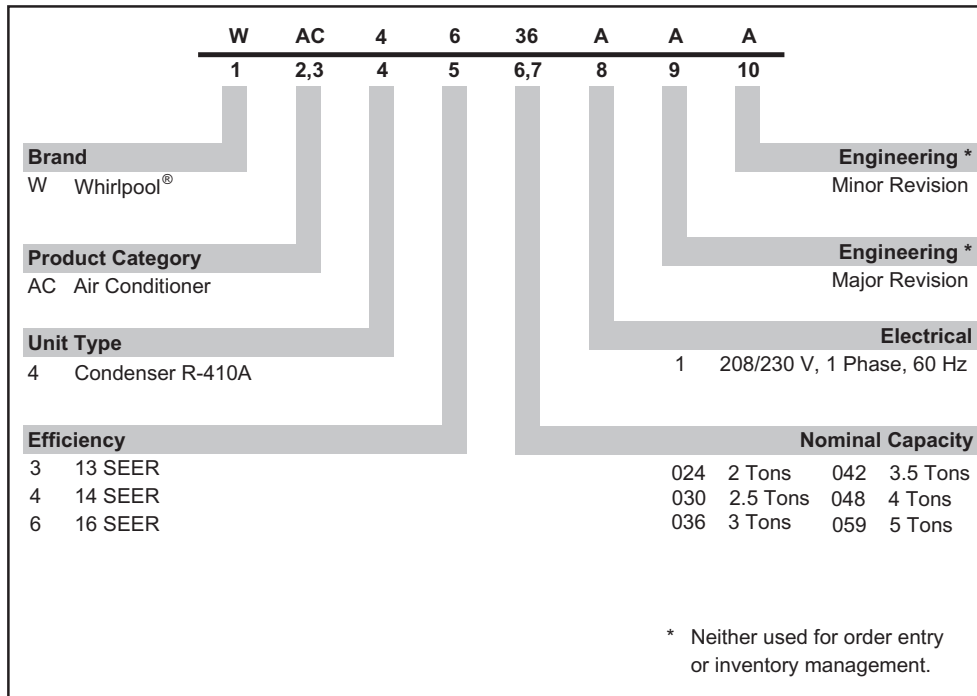 W AC 4 6 36 A A A
1 2,3 4 5 6,7 8 9 10
Brand
W Whirlpool®
Product Category
AC Air Conditioner
Unit Type
4 Condenser R-410A
Efficiency
3 13 SEER
4 14 SEER
6 16 SEER
Engineering *
Minor Revision
Engineering *
Major Revision
Electrical
1 208/230 V, 1 Phase, 60 Hz
Nominal Capacity
024 2 Tons 042 3.5 Tons
030 2.5 Tons 048 4 Tons
036 3 Tons 059 5 Tons
* Neither used for order entry
or inventory management.